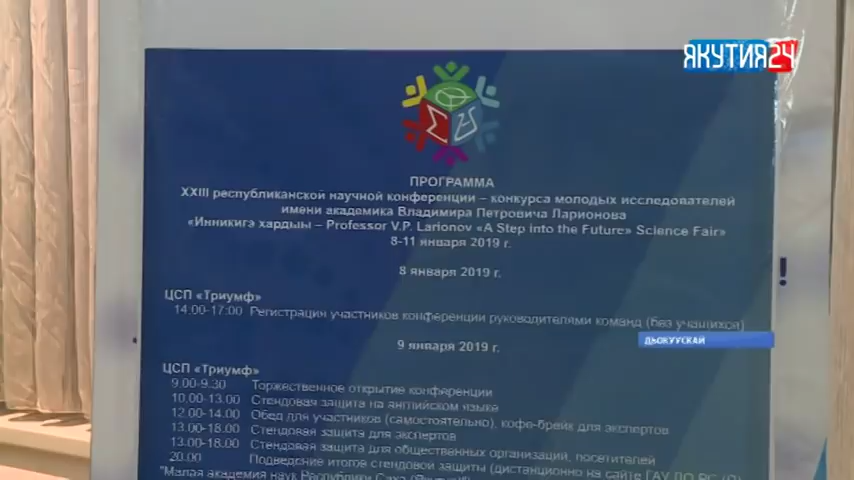 ЯКУТИЯ24
ПРОГРАММА
XXIII республиканской научной конференции – конкурса молодых исследователей
имени академика Владимира Петровича Ларионова
«Инникигэ хардыы – Professor V.P. Larionov «A Step into the Future» Science Fair»
8-11 января 2019 г.
8 января 2019 г.
ЦСП «Триумф»
14.00-17.00 Регистрация участников конференции руководителями команд (без учащихся)
ДЬОКУУСКАЙ
9 января 2019 г.
ЦСП «Триумф»
9.00-9.30 Торжественное открытие конференции
10.00-13.00 Стендовая защита на английском языке
12.00-14.00 Обед для участников (самостоятельно), кофе-брейк для экспертов
13.00-18.00 Стендовая защита для экспертов
13.00-18.00 Стендовая защита для общественных организаций, посетителей
20.00 Подведение итогов стендовой защиты (дистанционно на сайте ГАУ ДО РС (Я)
"Малая академия наук Республики Саха